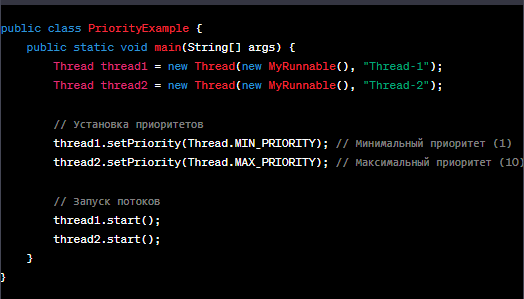 public class PriorityExample {
    public static void main(String[] args) {
        Thread thread1 = new Thread(new MyRunnable(), "Thread-1");
        Thread thread2 = new Thread(new MyRunnable(), "Thread-2");

        // Установка приоритетов
        thread1.setPriority(Thread.MIN_PRIORITY); // Минимальный приоритет (1)
        thread2.setPriority(Thread.MAX_PRIORITY); // Максимальный приоритет (10)

        // Запуск потоков
        thread1.start();
        thread2.start();
    }
}